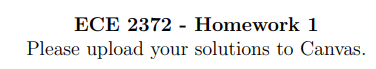 ECE 2372 - Homework 1
Please upload your solutions to Canvas.